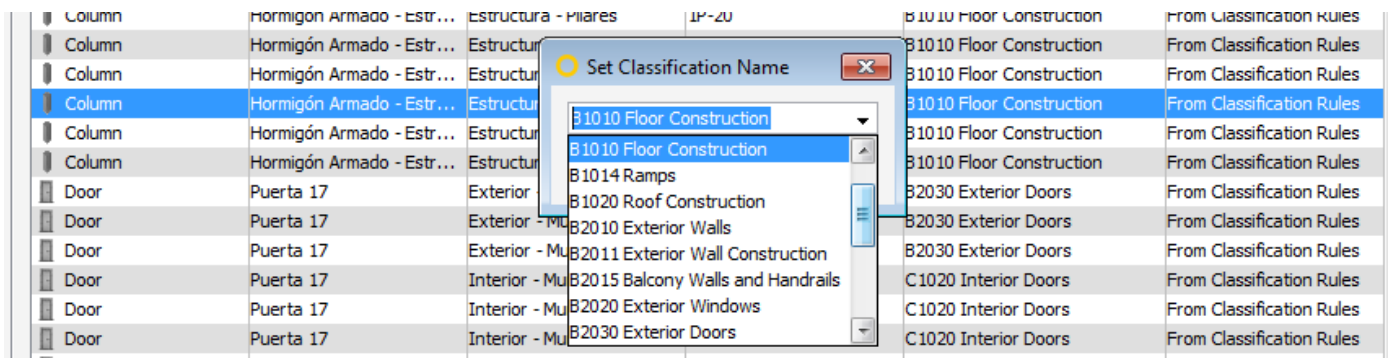 Column Hormigón Armado - Estr... Estructura - Pilares IP-20 B1010 Floor Construction From Classification Rules
Column Hormigón Armado - Estr... Estructur B1010 Floor Construction From Classification Rules
Set Classification Name
Column Hormigón Armado - Estr... Estructur B1010 Floor Construction From Classification Rules
Column Hormigón Armado - Estr... Estructur B1010 Floor Construction From Classification Rules
B1010 Floor Construction
Column Hormigón Armado - Estr... Estructur B1010 Floor Construction From Classification Rules
B1010 Floor Construction
Column Hormigón Armado - Estr... Estructur B1010 Floor Construction From Classification Rules
B1014 Ramps
Door Puerta 17 Exterior B2030 Exterior Doors From Classification Rules
B1020 Roof Construction
Door Puerta 17 Exterior - Mu B2010 Exterior Walls B2030 Exterior Doors From Classification Rules
Door Puerta 17 Exterior - Mu B2011 Exterior Wall Construction B2030 Exterior Doors From Classification Rules
Door Puerta 17 Interior - Mu B2015 Balcony Walls and Handrails C1020 Interior Doors From Classification Rules
Door Puerta 17 Interior - Mu B2020 Exterior Windows C1020 Interior Doors From Classification Rules
Door Puerta 17 Interior - Mu B2030 Exterior Doors C1020 Interior Doors From Classification Rules